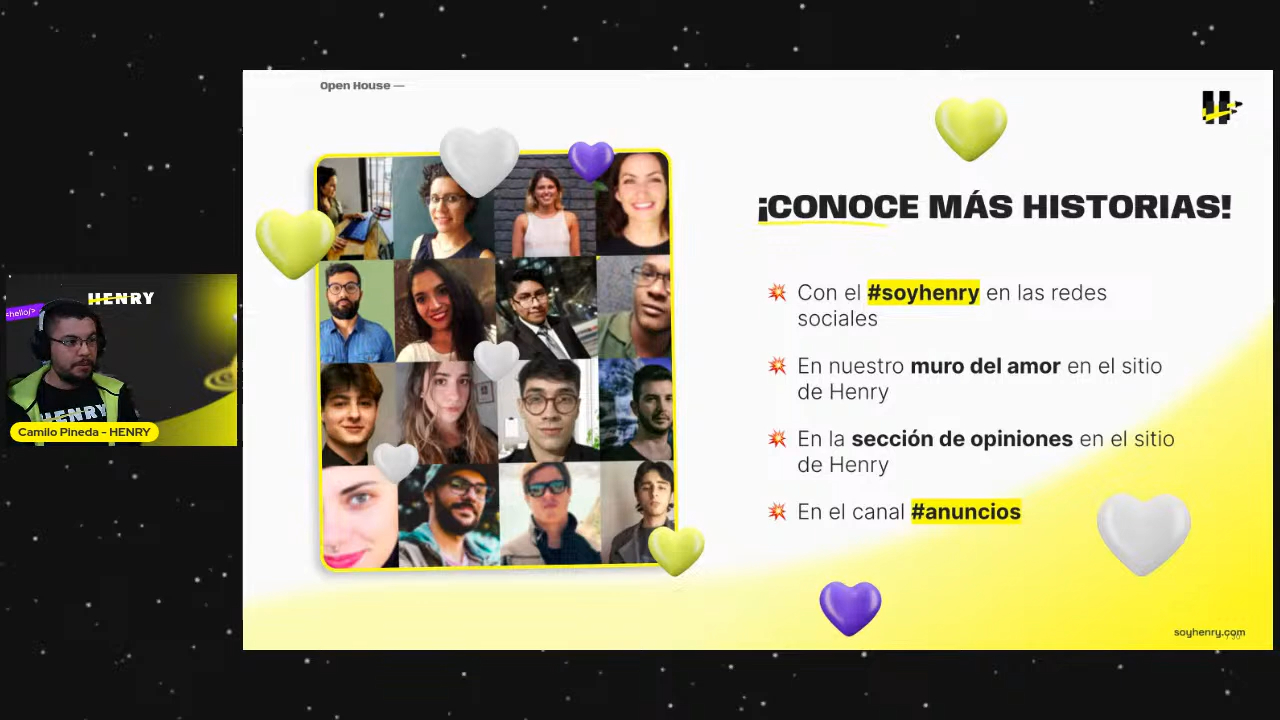 Open House —
¡CONOCE MÁS HISTORIAS!
Con el #soyhenry en las redes
sociales
En nuestro muro del amor en el sitio
de Henry
En la sección de opiniones en el sitio
de Henry
En el canal #anuncios
soyhenry.com
HENRY
<hello/>
HENRY
Camilo Pineda - HENRY